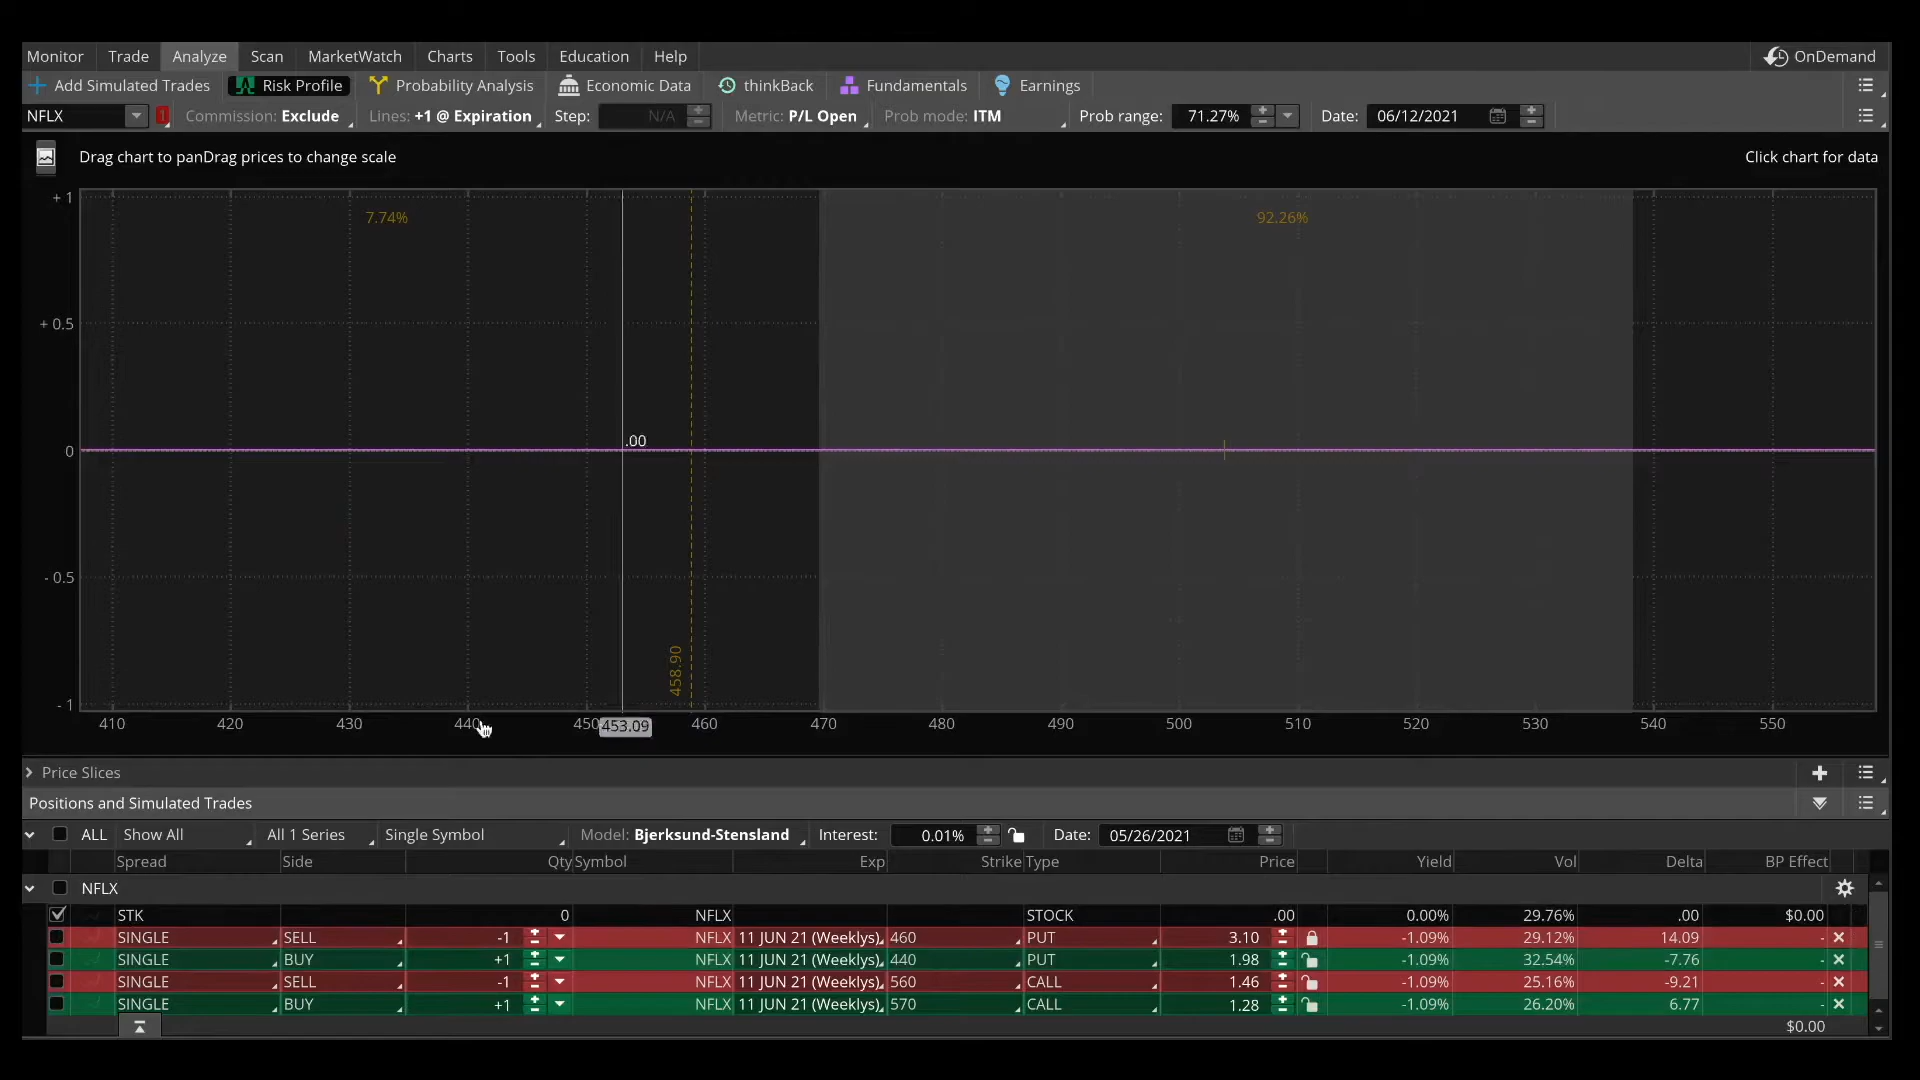 Monitor Trade Analyze Scan MarketWatch Charts Tools Education Help OnDemand
Add Simulated Trades Risk Profile Probability Analysis Economic Data thinkBack Fundamentals Earnings
NFLX 1 Commission: Exclude Lines: +1 @ Expiration Step: N/A Metric: P/L Open Prob mode: ITM Prob range: 71.27% Date: 06/12/2021
Drag chart to panDrag prices to change scale Click chart for data
+ 1
7.74% 92.26%
+ 0.5
.00
0
- 0.5
458.90
- 1
410 420 430 440 450 453.09 460 470 480 490 500 510 520 530 540 550
Price Slices
Positions and Simulated Trades
ALL Show All All 1 Series Single Symbol Model: Bjerksund-Stensland Interest: 0.01% Date: 05/26/2021
Spread Side Qty Symbol Exp Strike Type Price Yield Vol Delta BP Effect
NFLX
STK 0 NFLX STOCK .00 0.00% 29.76% .00 $0.00
SINGLE SELL -1 NFLX 11 JUN 21 (Weeklys) 460 PUT 3.10 -1.09% 29.12% 14.09 -
SINGLE BUY +1 NFLX 11 JUN 21 (Weeklys) 440 PUT 1.98 -1.09% 32.54% -7.76 -
SINGLE SELL -1 NFLX 11 JUN 21 (Weeklys) 560 CALL 1.46 -1.09% 25.16% -9.21 -
SINGLE BUY +1 NFLX 11 JUN 21 (Weeklys) 570 CALL 1.28 -1.09% 26.20% 6.77 -
$0.00